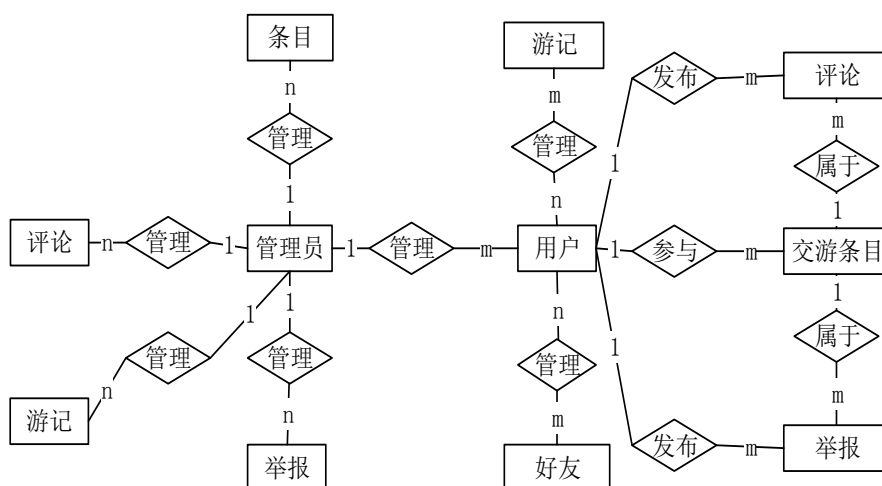 条目
游记
发布
m
评论
n
m
m
管理
管理
属于
1
n
1
1
评论
n
管理
1
管理员
1
管理
m
用户
1
参与
m
交游条目
1
1
n
1
管理
管理
管理
1
属于
n
n
m
m
游记
举报
好友
发布
m
举报